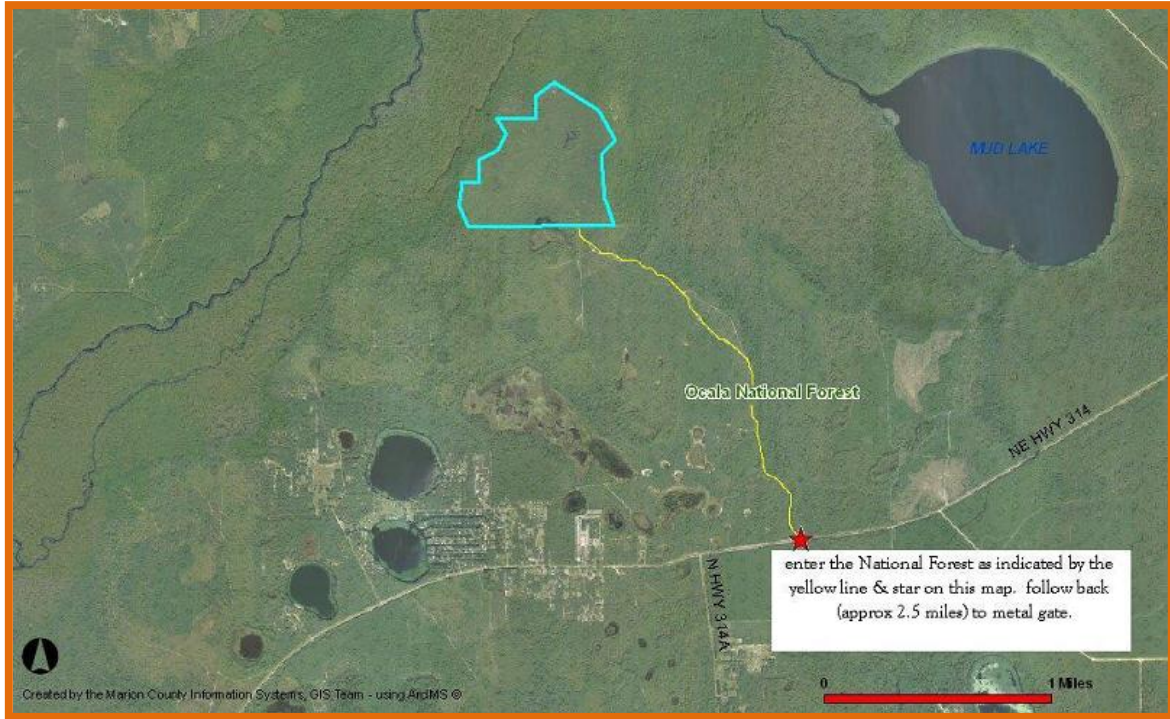 MUD LAKE
Ocala National Forest
NE HWY 314
enter the National Forest as indicated by the
yellow line & star on this map. follow back
(approx 2.5 miles) to metal gate.
N HWY 314A
0 1 Miles
Created by the Marion County Information Systems, GIS Team - using ArcIMS ©